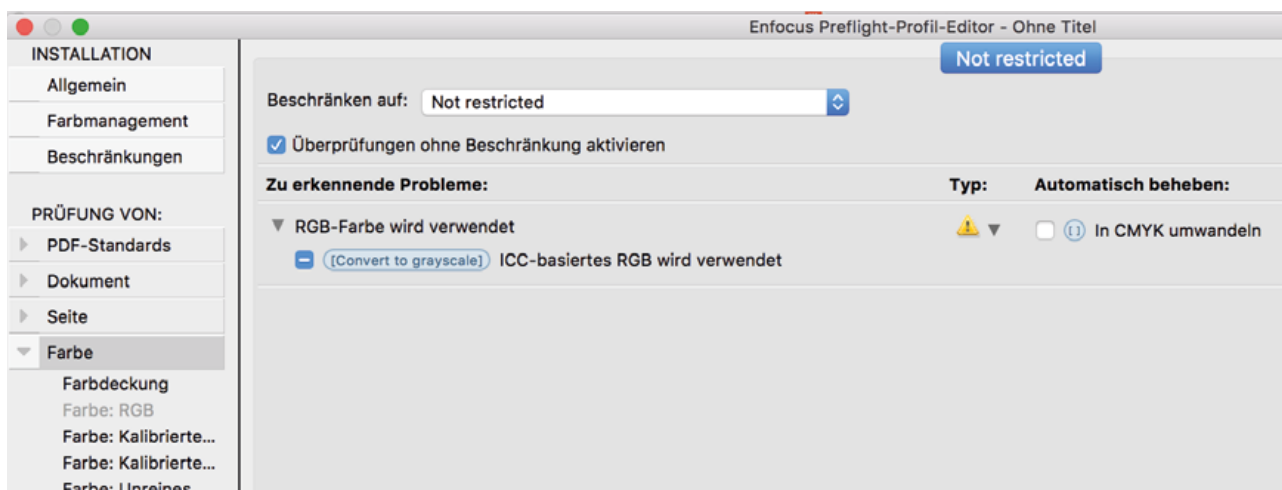 Enfocus Preflight-Profil-Editor - Ohne Titel
INSTALLATION
Allgemein
Farbmanagement
Beschränkungen
PRÜFUNG VON:
PDF-Standards
Dokument
Seite
Farbe
Farbdeckung
Farbe: RGB
Farbe: Kalibrierte...
Farbe: Kalibrierte...
Farbe: Unreines
Not restricted
Beschränken auf: Not restricted
Überprüfungen ohne Beschränkung aktivieren
Zu erkennende Probleme: Typ: Automatisch beheben:
RGB-Farbe wird verwendet In CMYK umwandeln
[Convert to grayscale] ICC-basiertes RGB wird verwendet